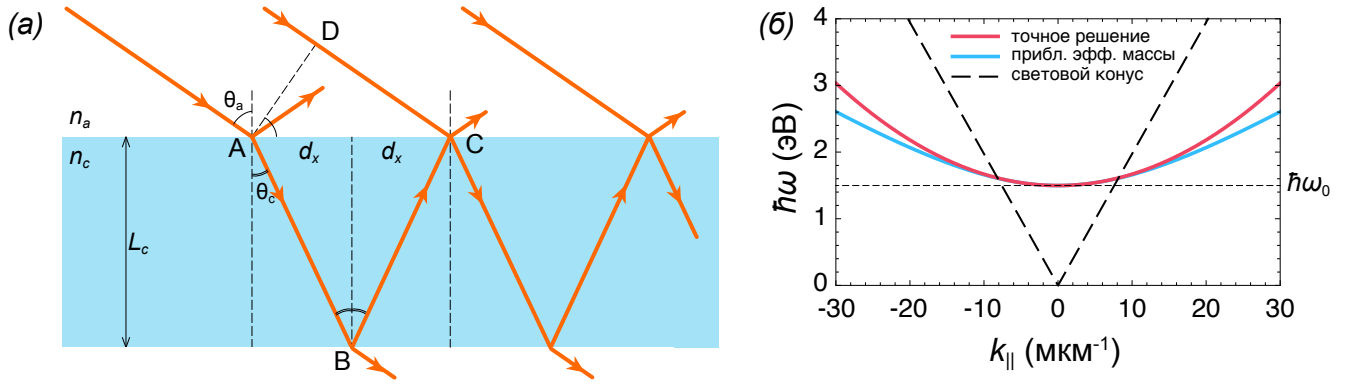 (а)
D
θa
na
A
dx
dx
C
nc
θc
Lc
B
(б)
точное решение
прибл. эфф. массы
световой конус
ħω (эВ)
4
3
2
1
0
ħω0
-30
-20
-10
0
10
20
30
k|| (мкм-1)